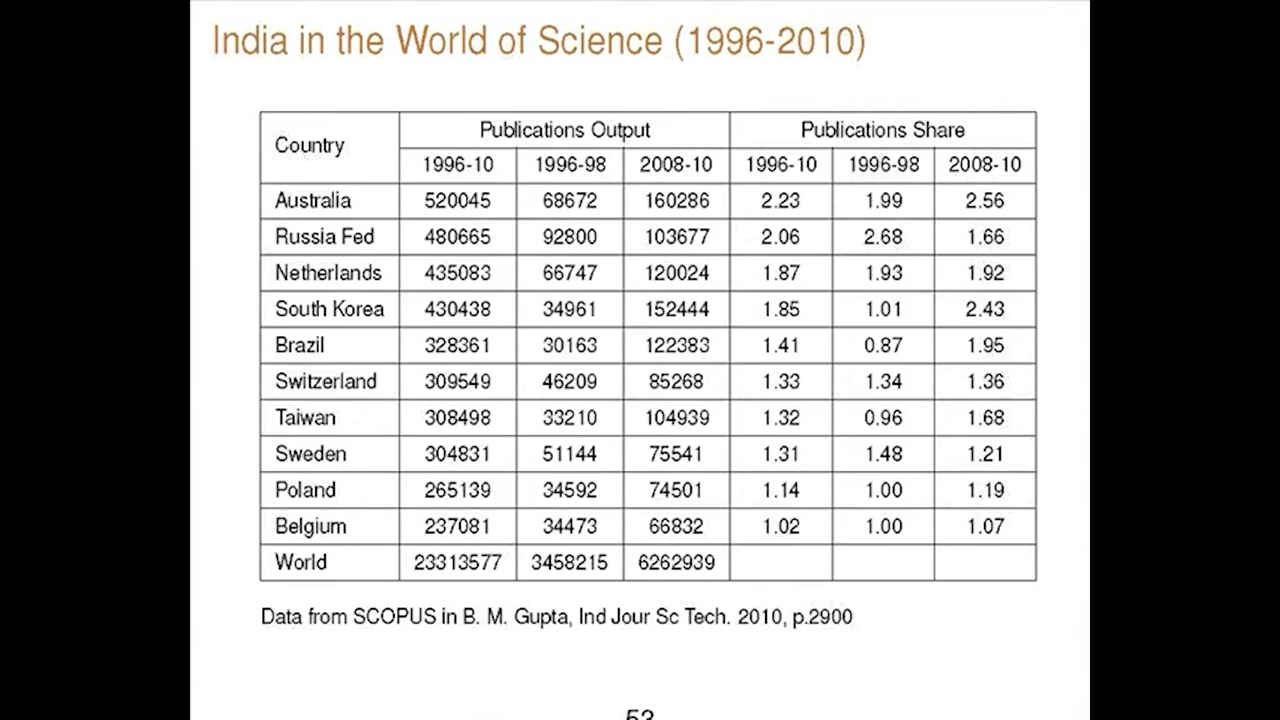 India in the World of Science (1996-2010)
Country Publications Output Publications Share
1996-10 1996-98 2008-10 1996-10 1996-98 2008-10
Australia 520045 68672 160286 2.23 1.99 2.56
Russia Fed 480665 92800 103677 2.06 2.68 1.66
Netherlands 435083 66747 120024 1.87 1.93 1.92
South Korea 430438 34961 152444 1.85 1.01 2.43
Brazil 328361 30163 122383 1.41 0.87 1.95
Switzerland 309549 46209 85268 1.33 1.34 1.36
Taiwan 308498 33210 104939 1.32 0.96 1.68
Sweden 304831 51144 75541 1.31 1.48 1.21
Poland 265139 34592 74501 1.14 1.00 1.19
Belgium 237081 34473 66832 1.02 1.00 1.07
World 23313577 3458215 6262939
Data from SCOPUS in B. M. Gupta, Ind Jour Sc Tech. 2010, p.2900